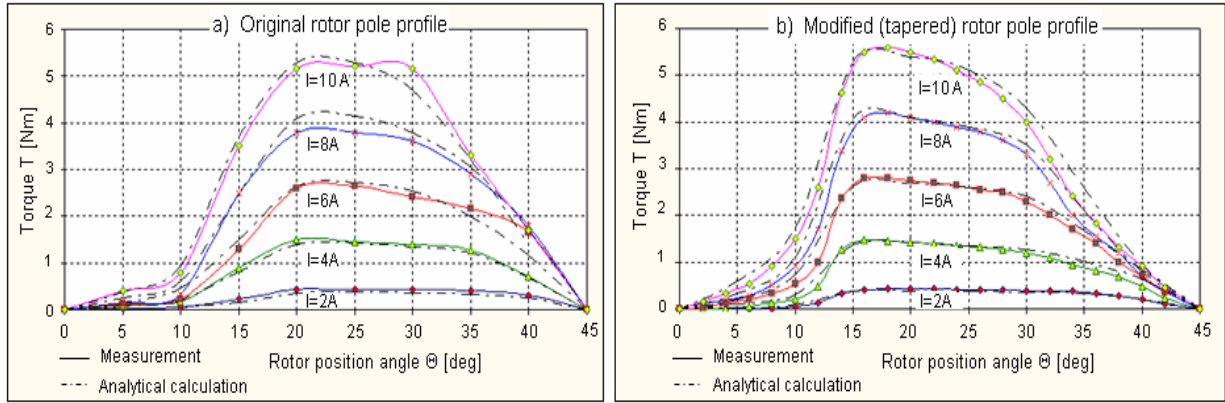 a) Original rotor pole profile
6
5
4
3
2
1
0
Torque T [Nm]
I=10A
I=8A
I=6A
I=4A
I=2A
0 5 10 15 20 25 30 35 40 45
Rotor position angle Θ [deg]
Measurement
Analytical calculation
b) Modified (tapered) rotor pole profile
6
5
4
3
2
1
0
Torque T [Nm]
I=10A
I=8A
I=6A
I=4A
I=2A
0 5 10 15 20 25 30 35 40 45
Rotor position angle Θ [deg]
Measurement
Analytical calculation